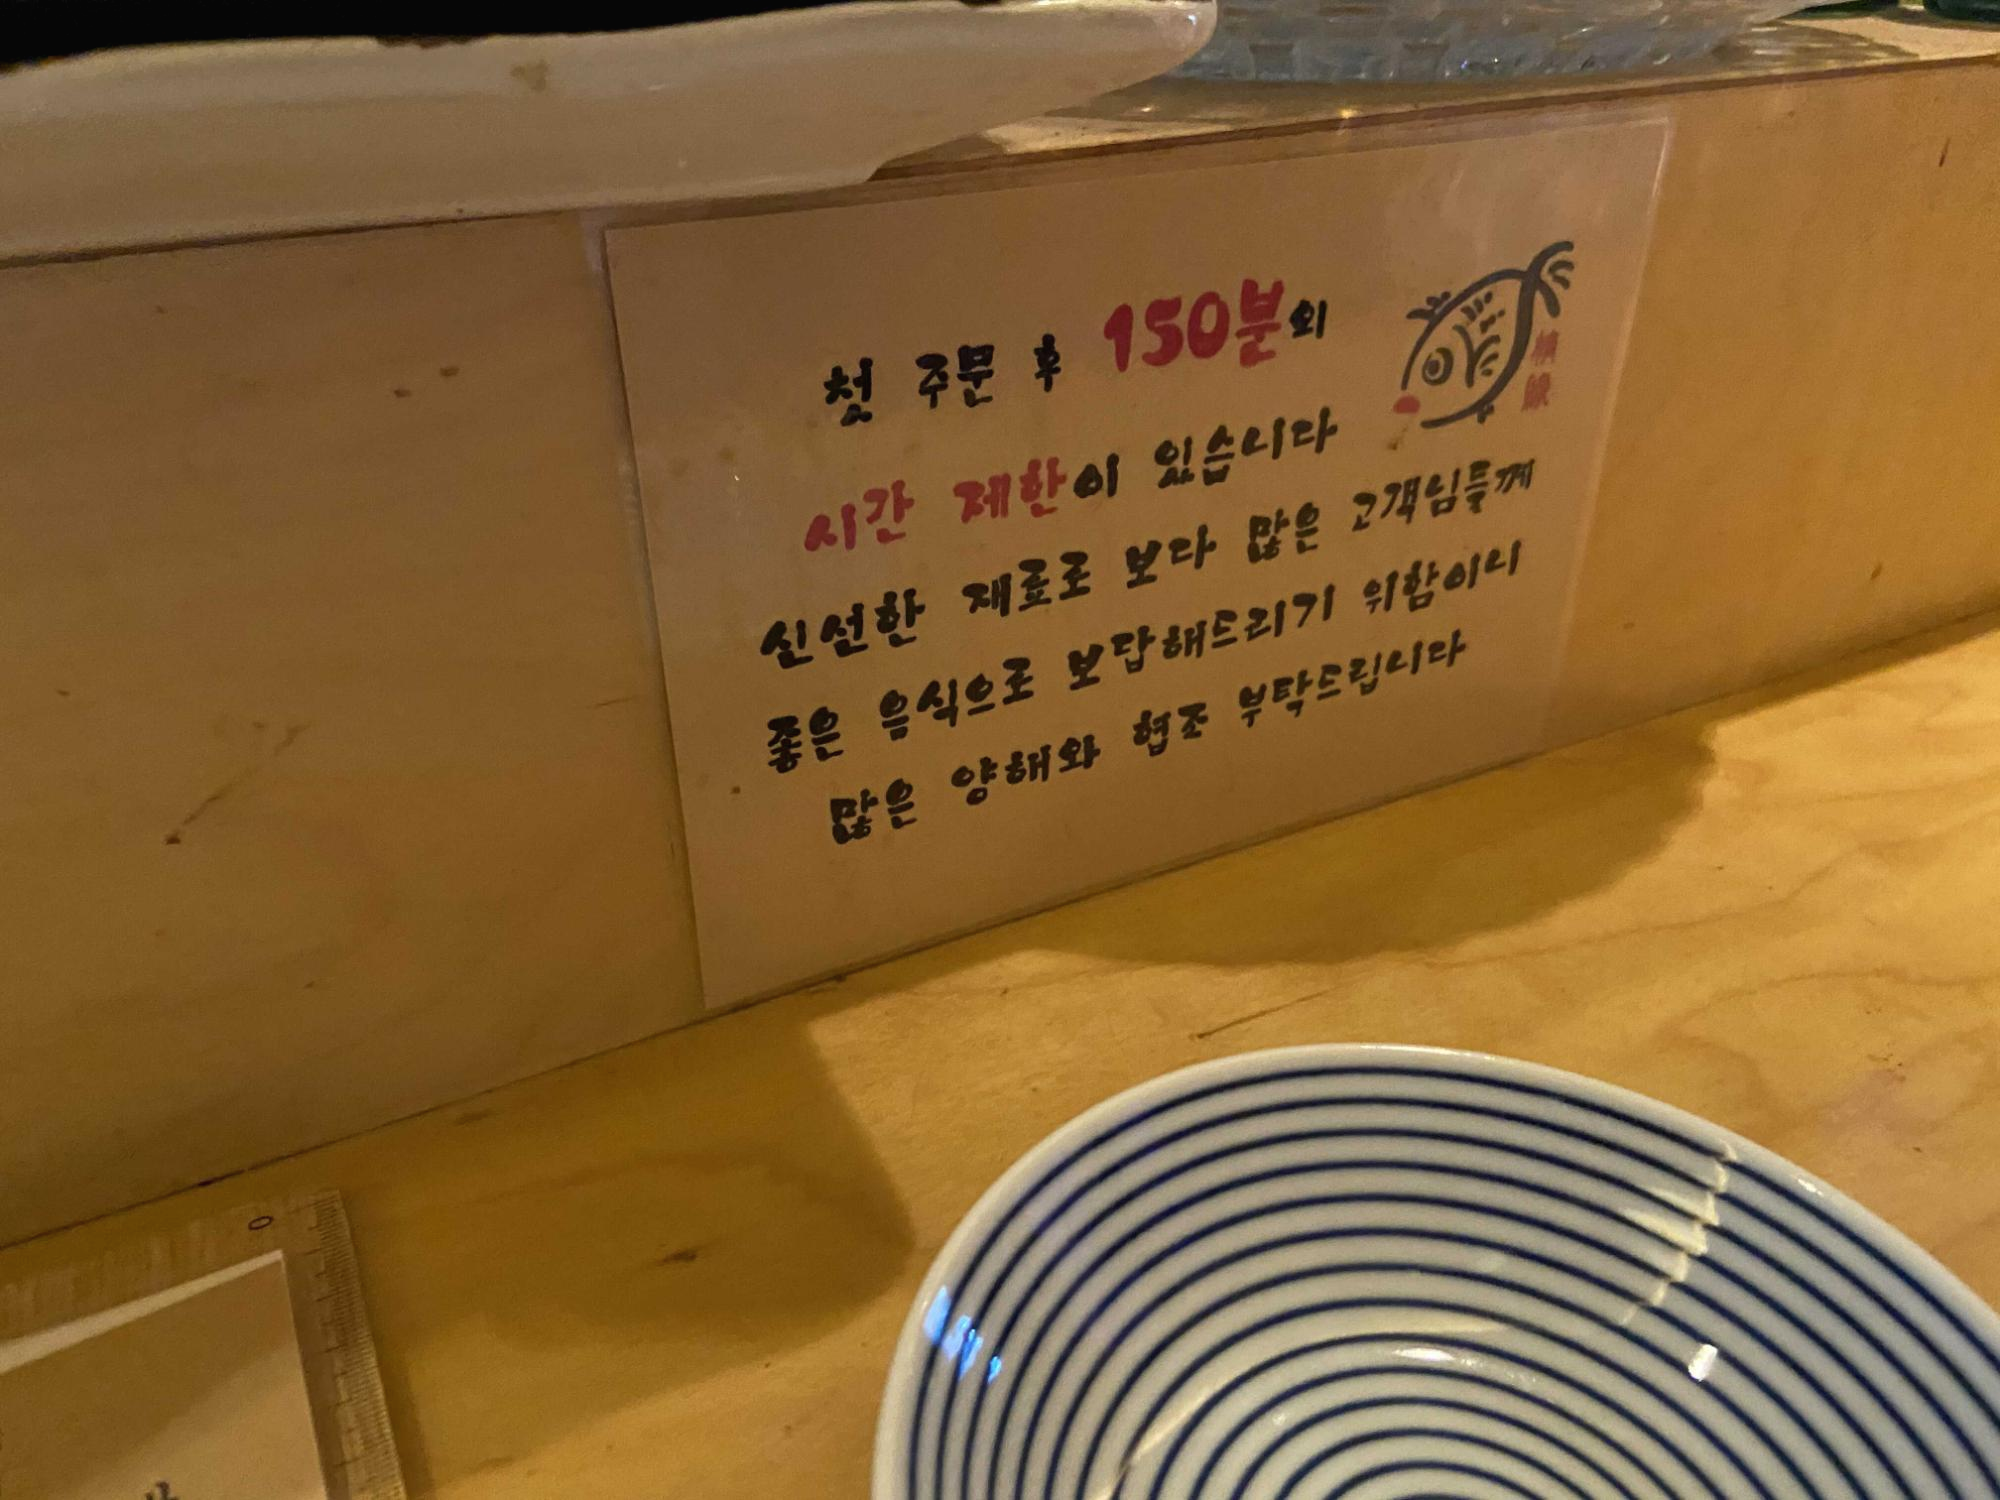 첫 주문 후 150분의
시간 제한이 있습니다
신선한 재료로 보다 많은 고객님들께
좋은 음식으로 보답해드리기 위함이니
많은 양해와 협조 부탁드립니다
0